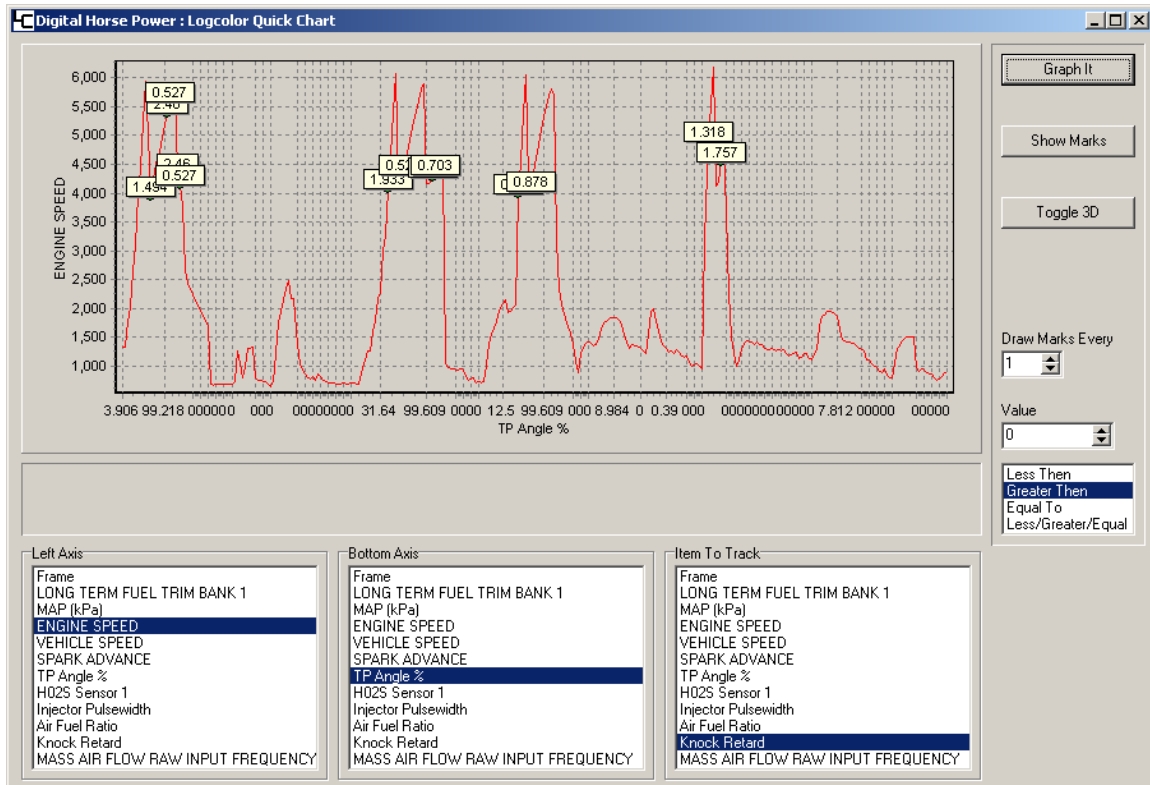 Digital Horse Power : Logcolor Quick Chart
6,000
5,500
5,000
4,500
4,000
3,500
3,000
2,500
2,000
1,500
1,000
ENGINE SPEED
0.527
2.46
2.46
1.494
0.527
1.933
0.703
0.878
1.318
1.757
3.906 99.218 000000 000 00000000 31.64 99.609 0000 12.5 99.609 000 8.984 0 0.39 000 0000000000000 7.812 00000 00000
TP Angle %
Graph It
Show Marks
Toggle 3D
Draw Marks Every
1
Value
0
Less Then
Greater Then
Equal To
Less/Greater/Equal
Left Axis
Frame
LONG TERM FUEL TRIM BANK 1
MAP (kPa)
ENGINE SPEED
VEHICLE SPEED
SPARK ADVANCE
TP Angle %
H02S Sensor 1
Injector Pulsewidth
Air Fuel Ratio
Knock Retard
MASS AIR FLOW RAW INPUT FREQUENCY
Bottom Axis
Frame
LONG TERM FUEL TRIM BANK 1
MAP (kPa)
ENGINE SPEED
VEHICLE SPEED
SPARK ADVANCE
TP Angle %
H02S Sensor 1
Injector Pulsewidth
Air Fuel Ratio
Knock Retard
MASS AIR FLOW RAW INPUT FREQUENCY
Item To Track
Frame
LONG TERM FUEL TRIM BANK 1
MAP (kPa)
ENGINE SPEED
VEHICLE SPEED
SPARK ADVANCE
TP Angle %
H02S Sensor 1
Injector Pulsewidth
Air Fuel Ratio
Knock Retard
MASS AIR FLOW RAW INPUT FREQUENCY